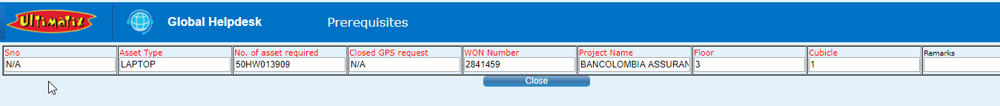 Ultimatix Global Helpdesk Prerequisites
Sno Asset Type No. of asset required Closed GPS request WON Number Project Name Floor Cubicle Remarks
N/A LAPTOP 50HW013909 N/A 2841459 BANCOLOMBIA ASSURAN 3 1
Close